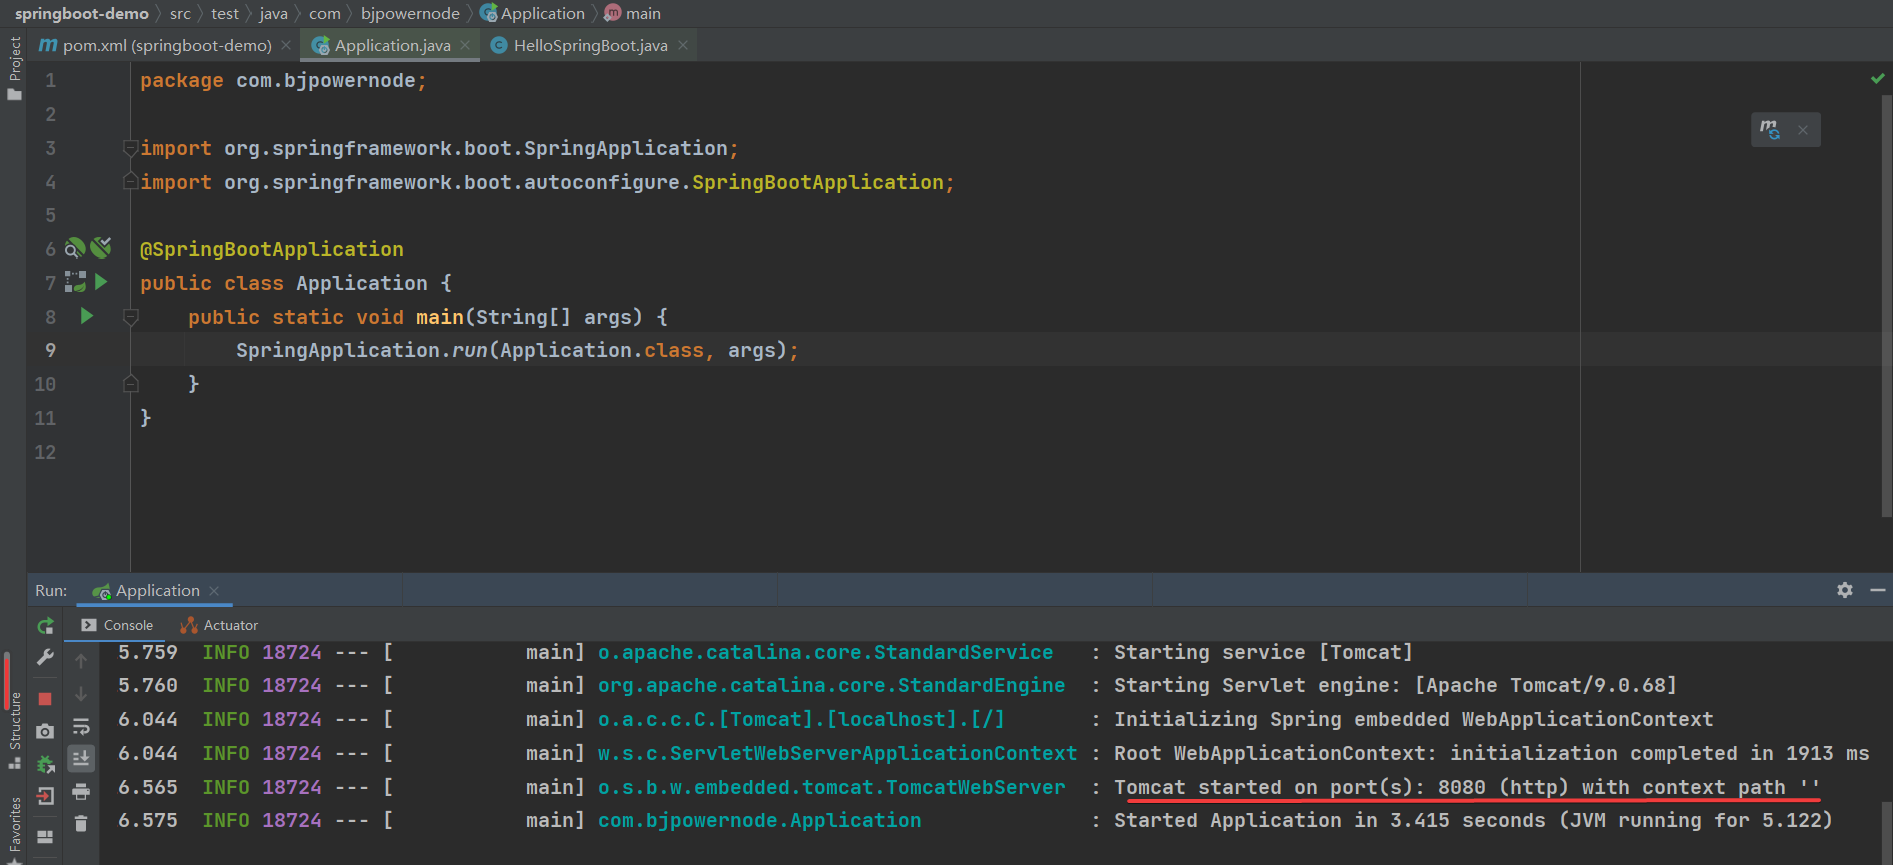 springboot-demo src test java com bjpowernode Application main
pom.xml (springboot-demo) Application.java HelloSpringBoot.java
Project
1 package com.bjpowernode;
2
3 import org.springframework.boot.SpringApplication;
4 import org.springframework.boot.autoconfigure.SpringBootApplication;
5
6 @SpringBootApplication
7 public class Application {
8 public static void main(String[] args) {
9 SpringApplication.run(Application.class, args);
10 }
11 }
12
Run: Application
Console Actuator
5.759 INFO 18724 --- [ main] o.apache.catalina.core.StandardService : Starting service [Tomcat]
5.760 INFO 18724 --- [ main] org.apache.catalina.core.StandardEngine : Starting Servlet engine: [Apache Tomcat/9.0.68]
6.044 INFO 18724 --- [ main] o.a.c.c.C.[Tomcat].[localhost].[/] : Initializing Spring embedded WebApplicationContext
6.044 INFO 18724 --- [ main] w.s.c.ServletWebServerApplicationContext : Root WebApplicationContext: initialization completed in 1913 ms
6.565 INFO 18724 --- [ main] o.s.b.w.embedded.tomcat.TomcatWebServer : Tomcat started on port(s): 8080 (http) with context path ''
6.575 INFO 18724 --- [ main] com.bjpowernode.Application : Started Application in 3.415 seconds (JVM running for 5.122)
Structure
Favorites